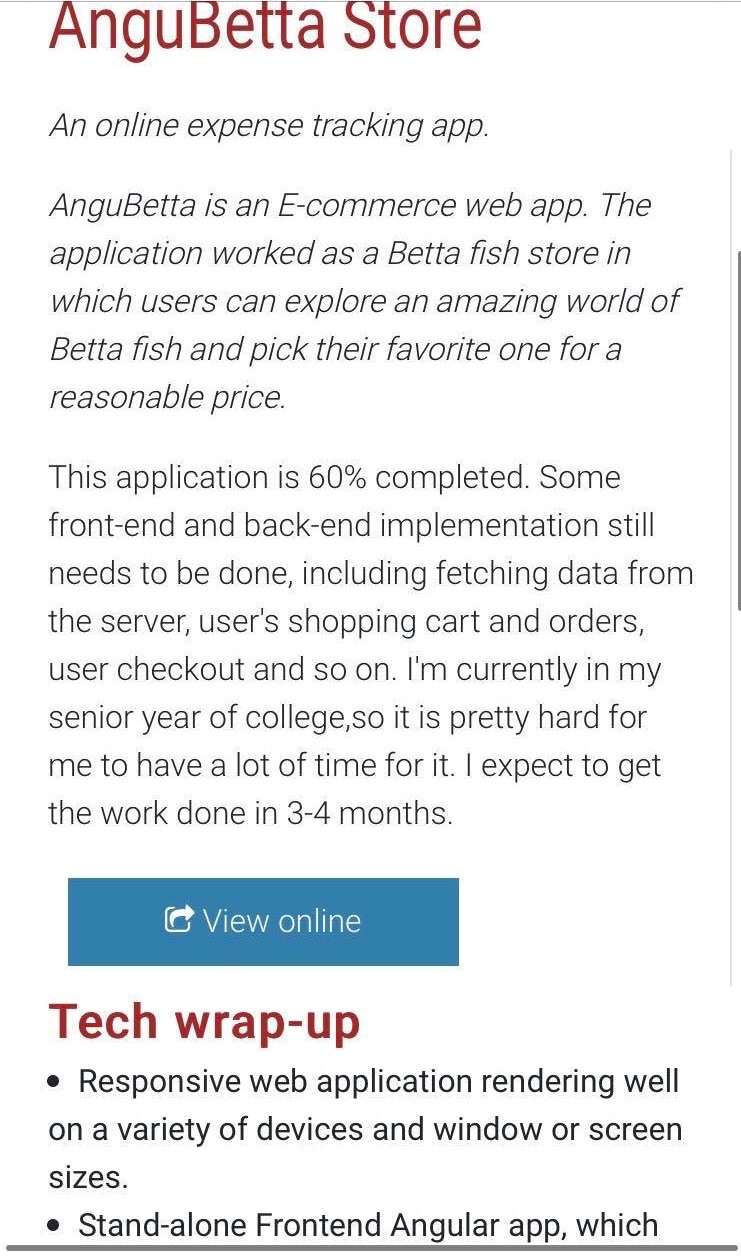 AnguBetta Store
An online expense tracking app.
AnguBetta is an E-commerce web app. The
application worked as a Betta fish store in
which users can explore an amazing world of
Betta fish and pick their favorite one for a
reasonable price.
This application is 60% completed. Some
front-end and back-end implementation still
needs to be done, including fetching data from
the server, user's shopping cart and orders,
user checkout and so on. I'm currently in my
senior year of college,so it is pretty hard for
me to have a lot of time for it. I expect to get
the work done in 3-4 months.
View online
Tech wrap-up
• Responsive web application rendering well
on a variety of devices and window or screen
sizes.
• Stand-alone Frontend Angular app, which